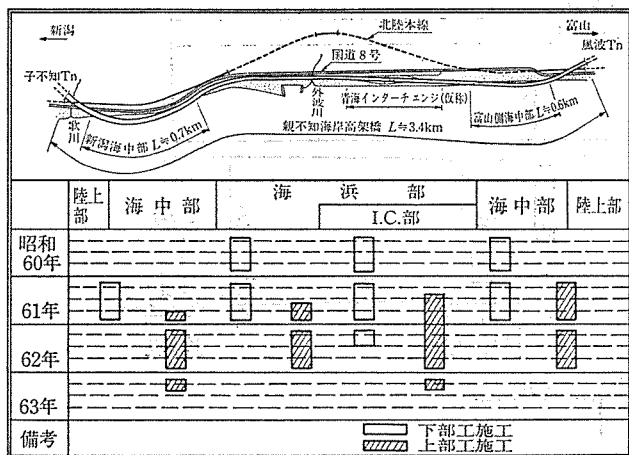 新潟
北陸本線
富山
国道8号
風波Tn
子不知Tn
外波川
青海インターチェンジ(仮称)
歌川
新潟側海中部 L≒0.7km
富山側海中部 L≒0.6km
親不知海岸高架橋 L≒3.4km
陸上部 海中部 海浜部 海中部 陸上部
I.C.部
昭和60年
61年
62年
63年
備考
下部工施工
上部工施工